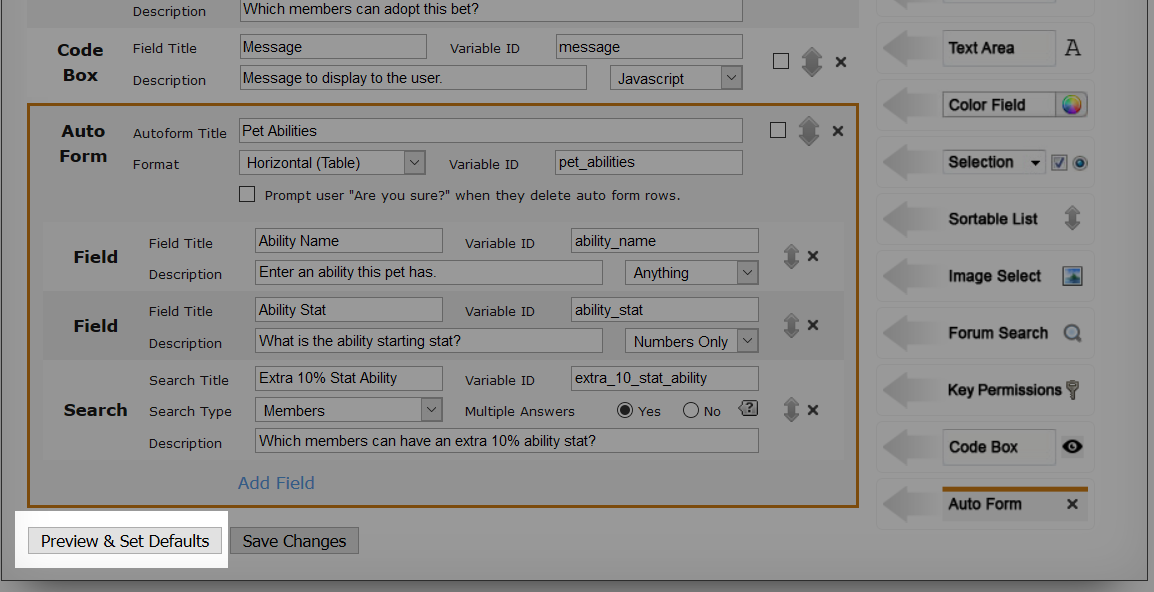 Description Which members can adopt this bet?
Code Box Field Title Message Variable ID message
Description Message to display to the user. Javascript
Auto Form Autoform Title Pet Abilities
Format Horizontal (Table) Variable ID pet_abilities
Prompt user "Are you sure?" when they delete auto form rows.
Field Field Title Ability Name Variable ID ability_name
Description Enter an ability this pet has. Anything
Field Field Title Ability Stat Variable ID ability_stat
Description What is the ability starting stat? Numbers Only
Search Search Title Extra 10% Stat Ability Variable ID extra_10_stat_ability
Search Type Members Multiple Answers Yes No ?
Description Which members can have an extra 10% ability stat?
Add Field
Preview & Set Defaults Save Changes
Text Area A
Color Field
Selection
Sortable List
Image Select
Forum Search
Key Permissions
Code Box
Auto Form